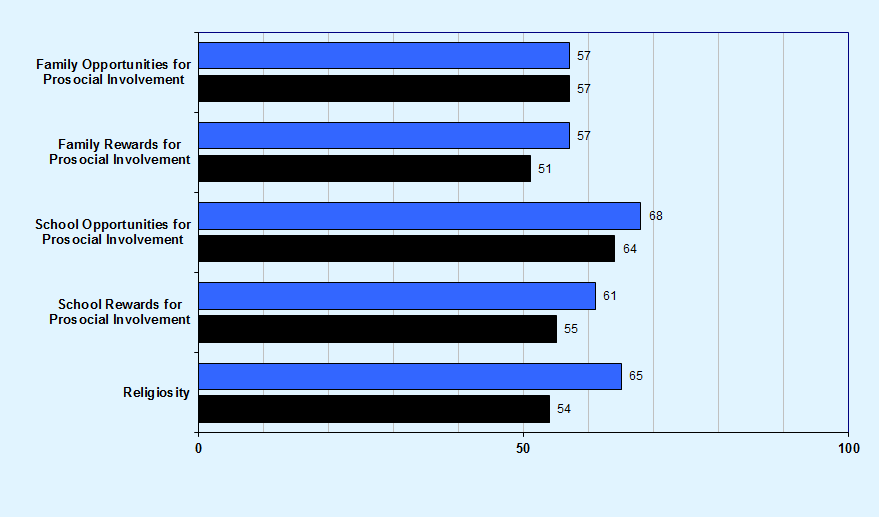 Family Opportunities for
Prosocial Involvement
57
57
Family Rewards for
Prosocial Involvement
57
51
School Opportunities for
Prosocial Involvement
68
64
School Rewards for
Prosocial Involvement
61
55
Religiosity
65
54
0
50
100